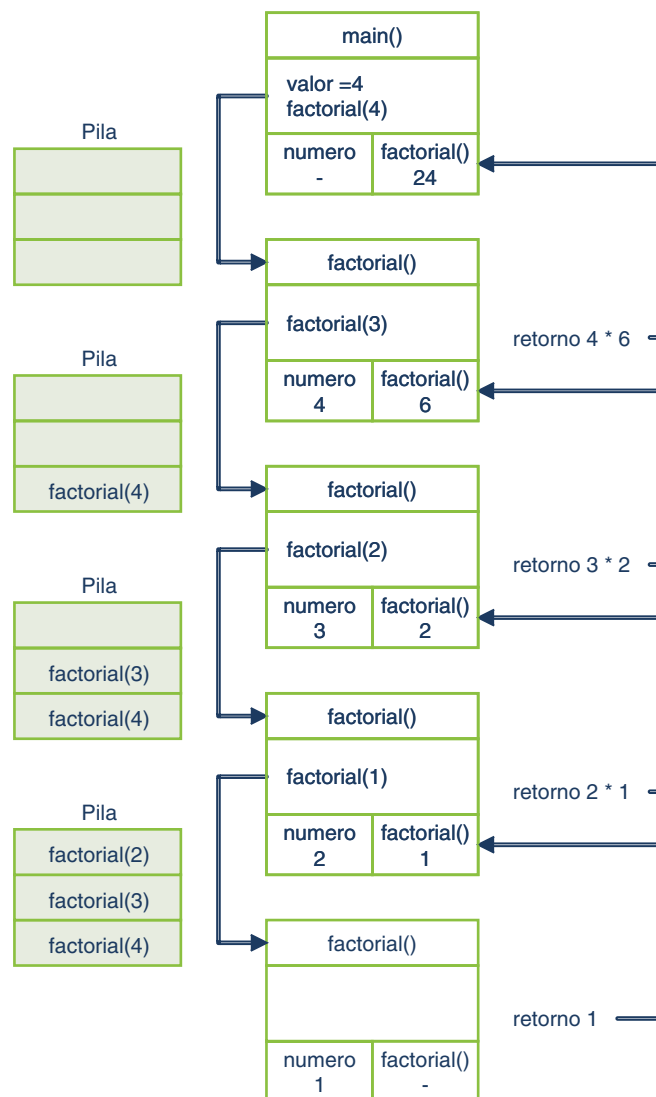 main()
valor =4
factorial(4)
Pila
numero
factorial()
-
24
factorial()
factorial(3)
retorno 4 * 6
Pila
numero
factorial()
4
6
factorial(4)
factorial()
factorial(2)
retorno 3 * 2
Pila
numero
factorial()
3
2
factorial(3)
factorial(4)
factorial()
factorial(1)
retorno 2 * 1
Pila
numero
factorial()
2
1
factorial(2)
factorial(3)
factorial(4)
factorial()
retorno 1
numero
factorial()
1
-